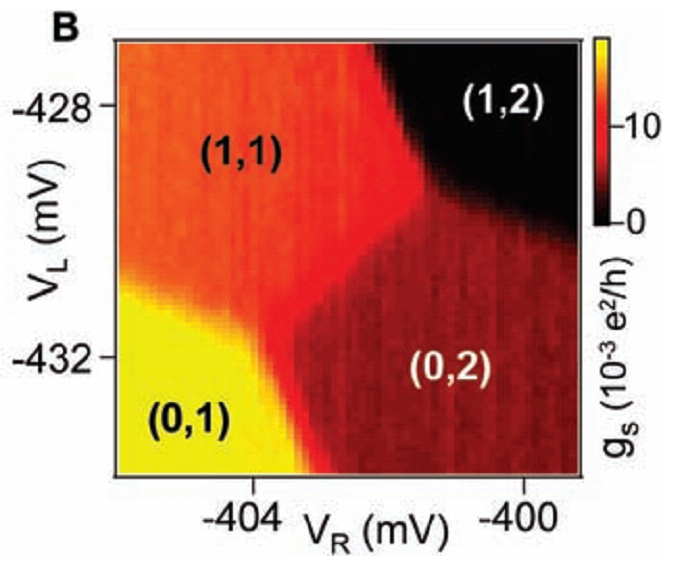 B
-428
-432
V_L (mV)
(1,1)
(1,2)
(0,1)
(0,2)
-404
V_R (mV)
-400
10
0
g_s (10⁻³ e²/h)